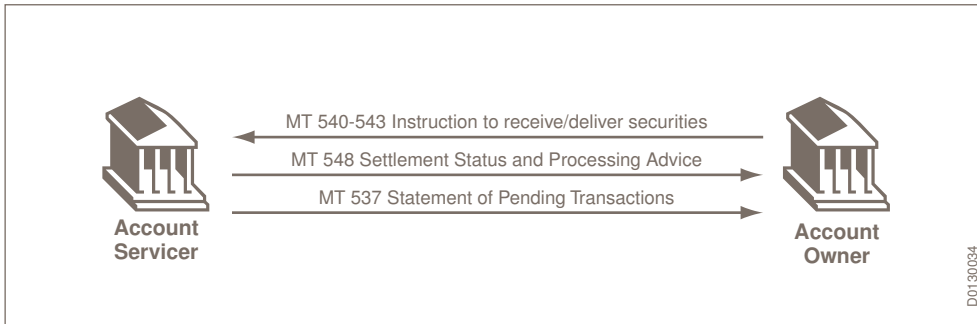 MT 540-543 Instruction to receive/deliver securities
MT 548 Settlement Status and Processing Advice
MT 537 Statement of Pending Transactions
Account
Servicer
Account
Owner
D0130034